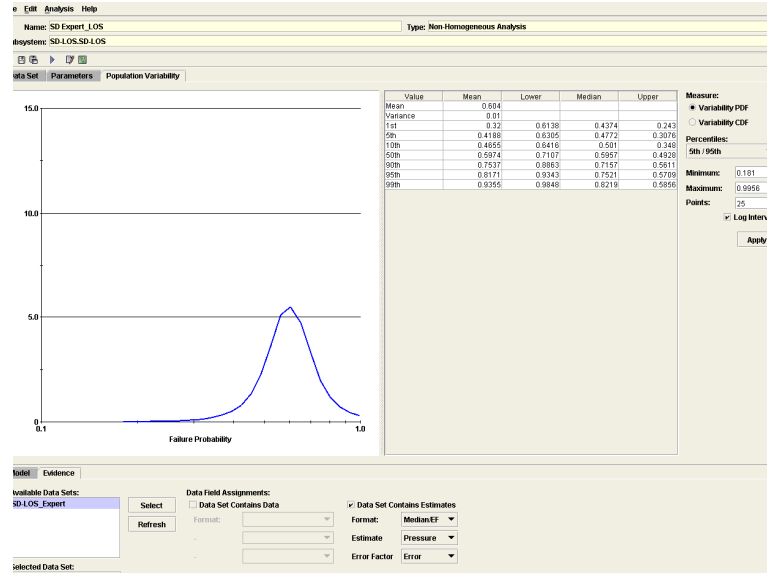 e Edit Analysis Help
Name: SD Expert_LOS Type: Non-Homogeneous Analysis
ubsystem: SD-LOS.SD-LOS
ata Set Parameters Population Variability
Value Mean Lower Median Upper
Mean 0.604
Variance 0.01
1st 0.32 0.6138 0.4374 0.243
5th 0.4188 0.6305 0.4772 0.3076
10th 0.4655 0.6416 0.501 0.348
50th 0.5974 0.7107 0.5957 0.4928
90th 0.7537 0.8863 0.7157 0.5611
95th 0.8171 0.9343 0.7521 0.5709
99th 0.9355 0.9848 0.8219 0.5856
Measure:
Variability PDF
Variability CDF
Percentiles:
5th / 95th
Minimum: 0.181
Maximum: 0.9956
Points: 25
Log Interv
Apply
15.0
10.0
5.0
0
0.1 1.0
Failure Probability
Model Evidence
Available Data Sets:
SD-LOS_Expert
Select
Refresh
Selected Data Set:
Data Field Assignments:
Data Set Contains Data
Format:
.
.
Data Set Contains Estimates
Format: Median/EF
Estimate Pressure
Error Factor Error